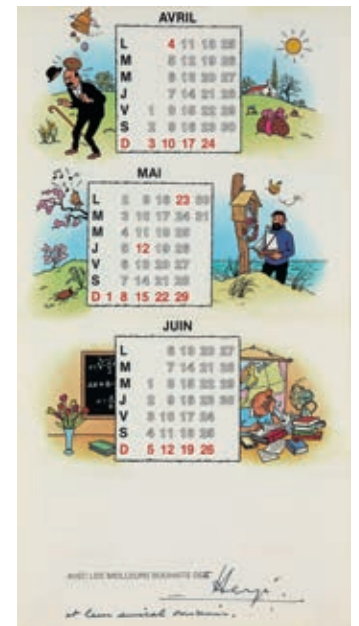 AVRIL
L 4 11 18 25
M 5 12 19 26
M 6 13 20 27
J 7 14 21 28
V 1 8 15 22 29
S 2 9 16 23 30
D 3 10 17 24
MAI
L 2 9 16 23 30
M 3 10 17 24 31
M 4 11 18 25
J 5 12 19 26
V 6 13 20 27
S 7 14 21 28
D 1 8 15 22 29
JUIN
L 6 13 20 27
M 7 14 21 28
M 1 8 15 22 29
J 2 9 16 23 30
V 3 10 17 24
S 4 11 18 25
D 5 12 19 26
AVEC LES MEILLEURS SOUHAITS DE
Hergé.
et leur amical souvenir.